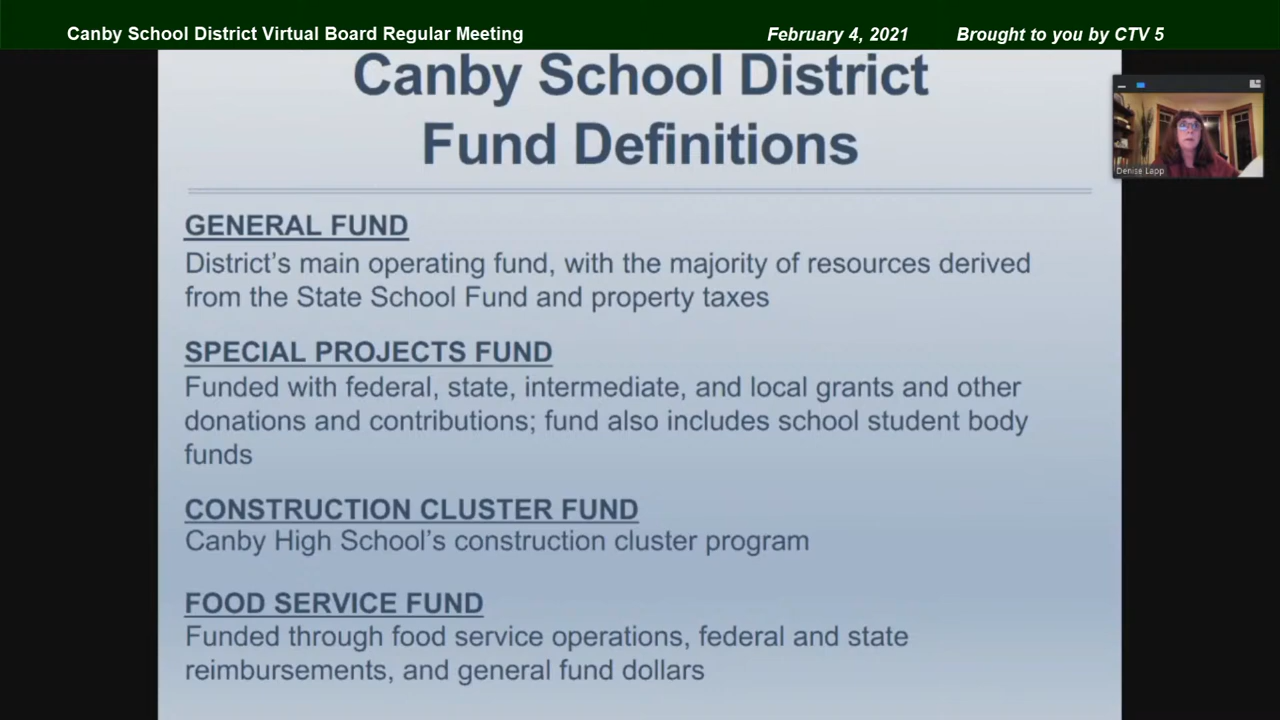 Canby School District Virtual Board Regular Meeting February 4, 2021 Brought to you by CTV 5
Canby School District
Fund Definitions
Denise Lapp
GENERAL FUND
District's main operating fund, with the majority of resources derived
from the State School Fund and property taxes
SPECIAL PROJECTS FUND
Funded with federal, state, intermediate, and local grants and other
donations and contributions; fund also includes school student body
funds
CONSTRUCTION CLUSTER FUND
Canby High School's construction cluster program
FOOD SERVICE FUND
Funded through food service operations, federal and state
reimbursements, and general fund dollars